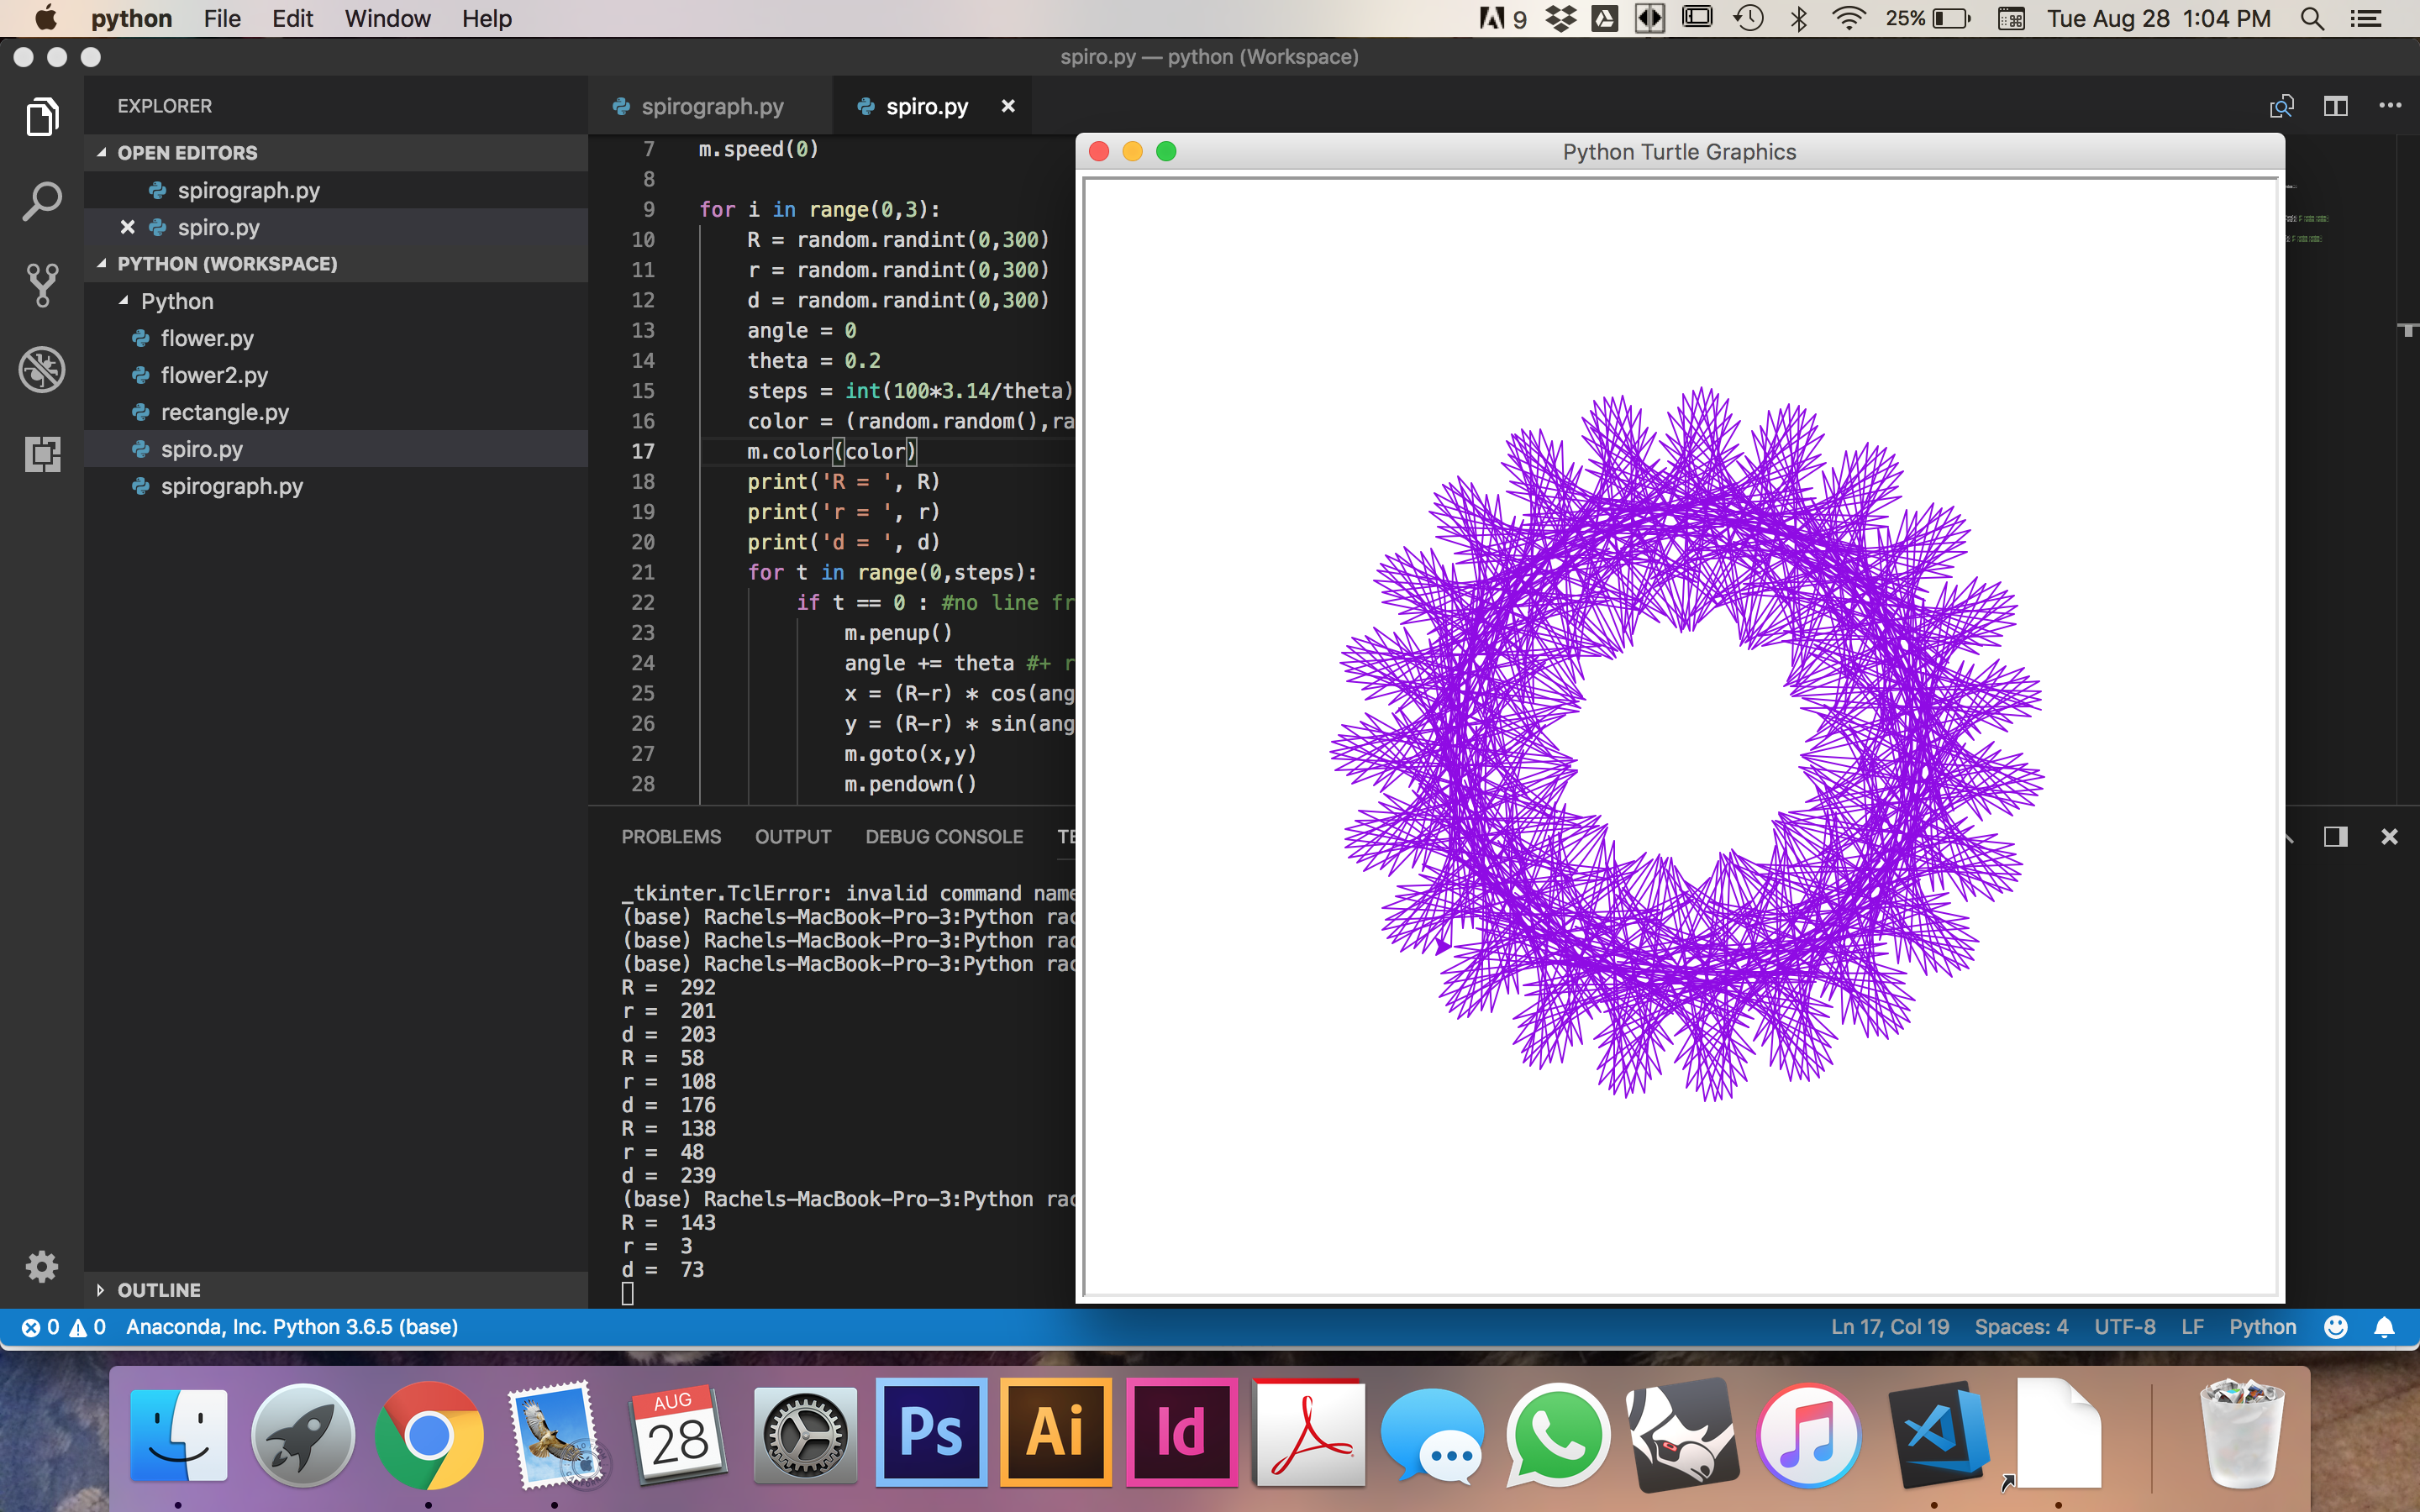 python File Edit Window Help 9 25% Tue Aug 28 1:04 PM
spiro.py — python (Workspace)
EXPLORER
OPEN EDITORS
spirograph.py
spiro.py
PYTHON (WORKSPACE)
Python
flower.py
flower2.py
rectangle.py
spiro.py
spirograph.py
OUTLINE
spirograph.py spiro.py
7 m.speed(0)
8
9 for i in range(0,3):
10 R = random.randint(0,300)
11 r = random.randint(0,300)
12 d = random.randint(0,300)
13 angle = 0
14 theta = 0.2
15 steps = int(100*3.14/theta)
16 color = (random.random(),ra
17 m.color(color)
18 print('R = ', R)
19 print('r = ', r)
20 print('d = ', d)
21 for t in range(0,steps):
22 if t == 0 : #no line fr
23 m.penup()
24 angle += theta #+ r
25 x = (R-r) * cos(ang
26 y = (R-r) * sin(ang
27 m.goto(x,y)
28 m.pendown()
PROBLEMS OUTPUT DEBUG CONSOLE TE
_tkinter.TclError: invalid command name
(base) Rachels-MacBook-Pro-3:Python rac
(base) Rachels-MacBook-Pro-3:Python rac
(base) Rachels-MacBook-Pro-3:Python rac
R = 292
r = 201
d = 203
R = 58
r = 108
d = 176
R = 138
r = 48
d = 239
(base) Rachels-MacBook-Pro-3:Python rac
R = 143
r = 3
d = 73
Python Turtle Graphics
0 0 Anaconda, Inc. Python 3.6.5 (base) Ln 17, Col 19 Spaces: 4 UTF-8 LF Python
AUG
28
Ps
Ai
Id